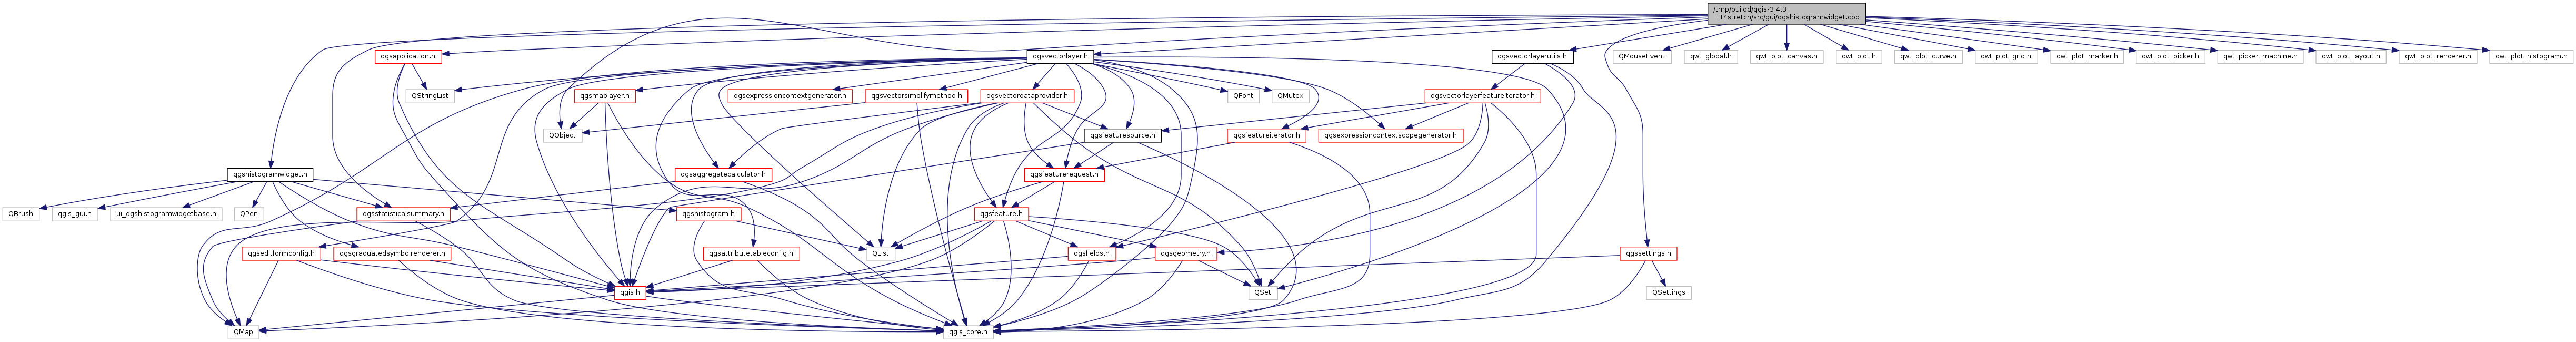 /tmp/buildd/qgis-3.4.3
+14stretch/src/gui/qgshistogramwidget.cpp
qgsapplication.h
qgsvectorlayer.h
qgsvectorlayerutils.h
QMouseEvent
qwt_global.h
qwt_plot_canvas.h
qwt_plot.h
qwt_plot_curve.h
qwt_plot_grid.h
qwt_plot_marker.h
qwt_plot_picker.h
qwt_picker_machine.h
qwt_plot_layout.h
qwt_plot_renderer.h
qwt_plot_histogram.h
QStringList
qgsmaplayer.h
qgsexpressioncontextgenerator.h
qgsvectorsimplifymethod.h
qgsvectordataprovider.h
QFont
QMutex
qgsvectorlayerfeatureiterator.h
QObject
qgsfeaturesource.h
qgsfeatureiterator.h
qgsexpressioncontextscopegenerator.h
qgshistogramwidget.h
qgsaggregatecalculator.h
qgsfeaturerequest.h
QBrush
qgis_gui.h
ui_qgshistogramwidgetbase.h
QPen
qgsstatisticalsummary.h
qgshistogram.h
qgsfeature.h
qgseditformconfig.h
qgsgraduatedsymbolrenderer.h
qgsattributetableconfig.h
QList
qgsfields.h
qgsgeometry.h
qgssettings.h
qgis.h
QSet
QSettings
QMap
qgis_core.h